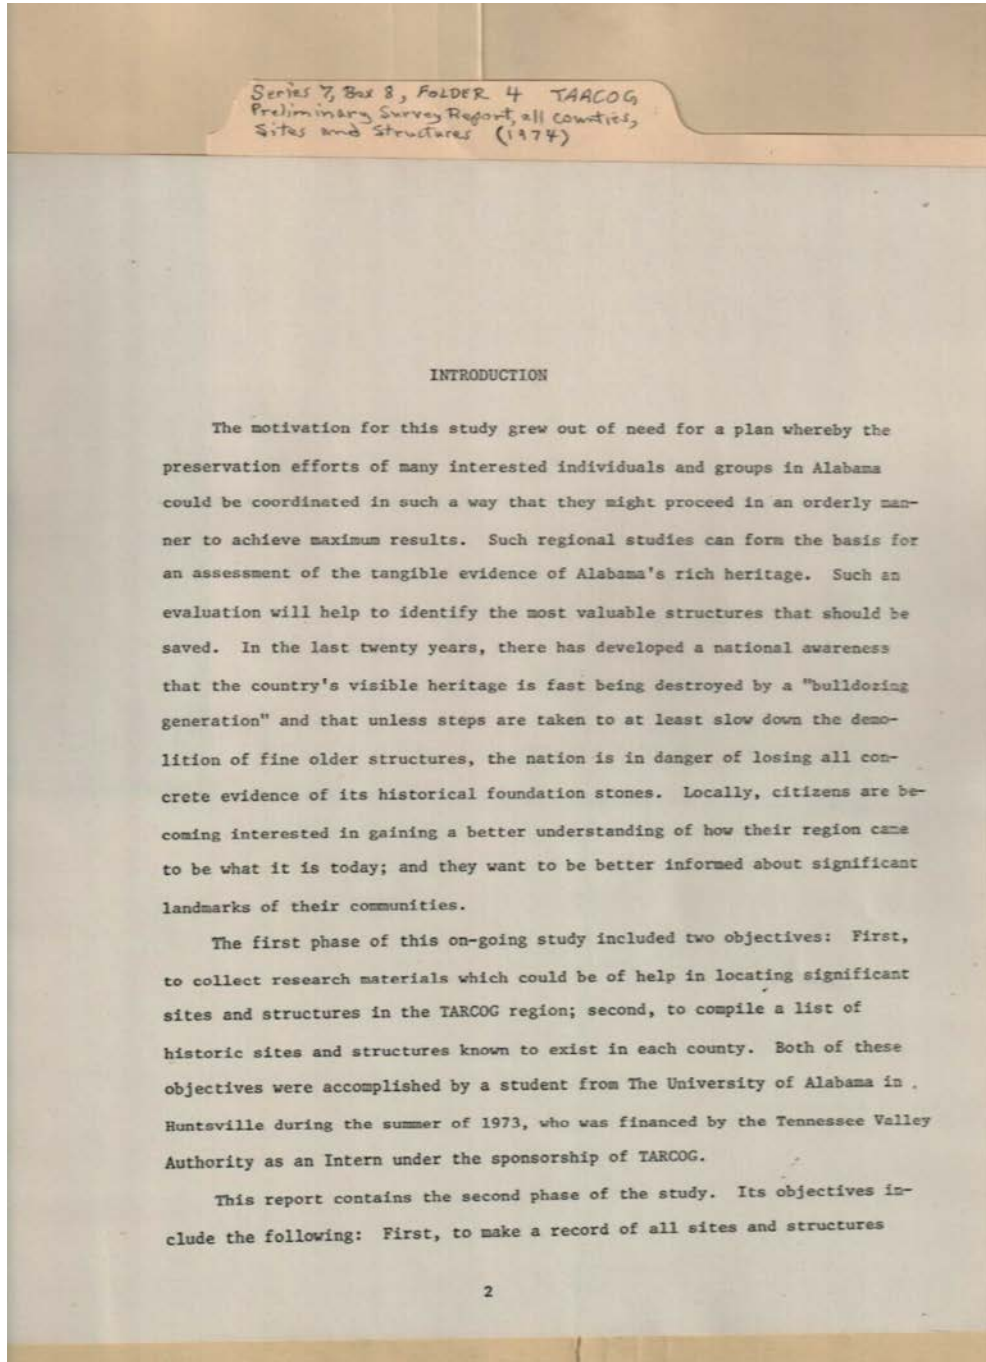 Series 7, Box 8, FOLDER 4 TAACOG
Preliminary Survey Report, all counties,
Sites and Structures (1974)
INTRODUCTION
The motivation for this study grew out of need for a plan whereby the
preservation efforts of many interested individuals and groups in Alabama
could be coordinated in such a way that they might proceed in an orderly man-
ner to achieve maximum results. Such regional studies can form the basis for
an assessment of the tangible evidence of Alabama's rich heritage. Such an
evaluation will help to identify the most valuable structures that should be
saved. In the last twenty years, there has developed a national awareness
that the country's visible heritage is fast being destroyed by a "bulldozing
generation" and that unless steps are taken to at least slow down the demo-
lition of fine older structures, the nation is in danger of losing all con-
crete evidence of its historical foundation stones. Locally, citizens are be-
coming interested in gaining a better understanding of how their region came
to be what it is today; and they want to be better informed about significant
landmarks of their communities.
The first phase of this on-going study included two objectives: First,
to collect research materials which could be of help in locating significant
sites and structures in the TARCOG region; second, to compile a list of
historic sites and structures known to exist in each county. Both of these
objectives were accomplished by a student from The University of Alabama in
Huntsville during the summer of 1973, who was financed by the Tennessee Valley
Authority as an Intern under the sponsorship of TARCOG.
This report contains the second phase of the study. Its objectives in-
clude the following: First, to make a record of all sites and structures
2